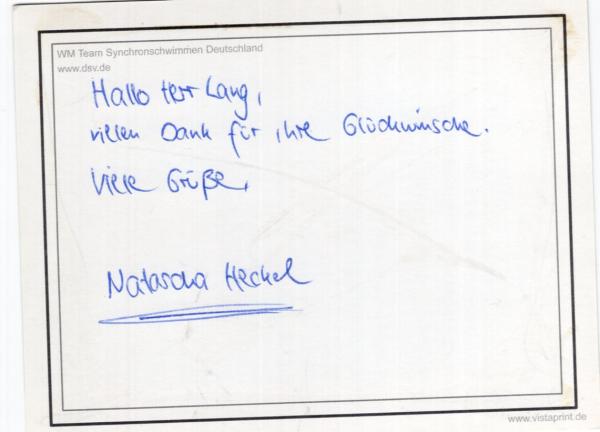 WM Team Synchronschwimmen Deutschland
www.dsv.de
Hallo Herr Lang,
vielen Dank für ihre Glückwünsche.
Viele Grüße,
Natascha Heckel
www.vistaprint.de